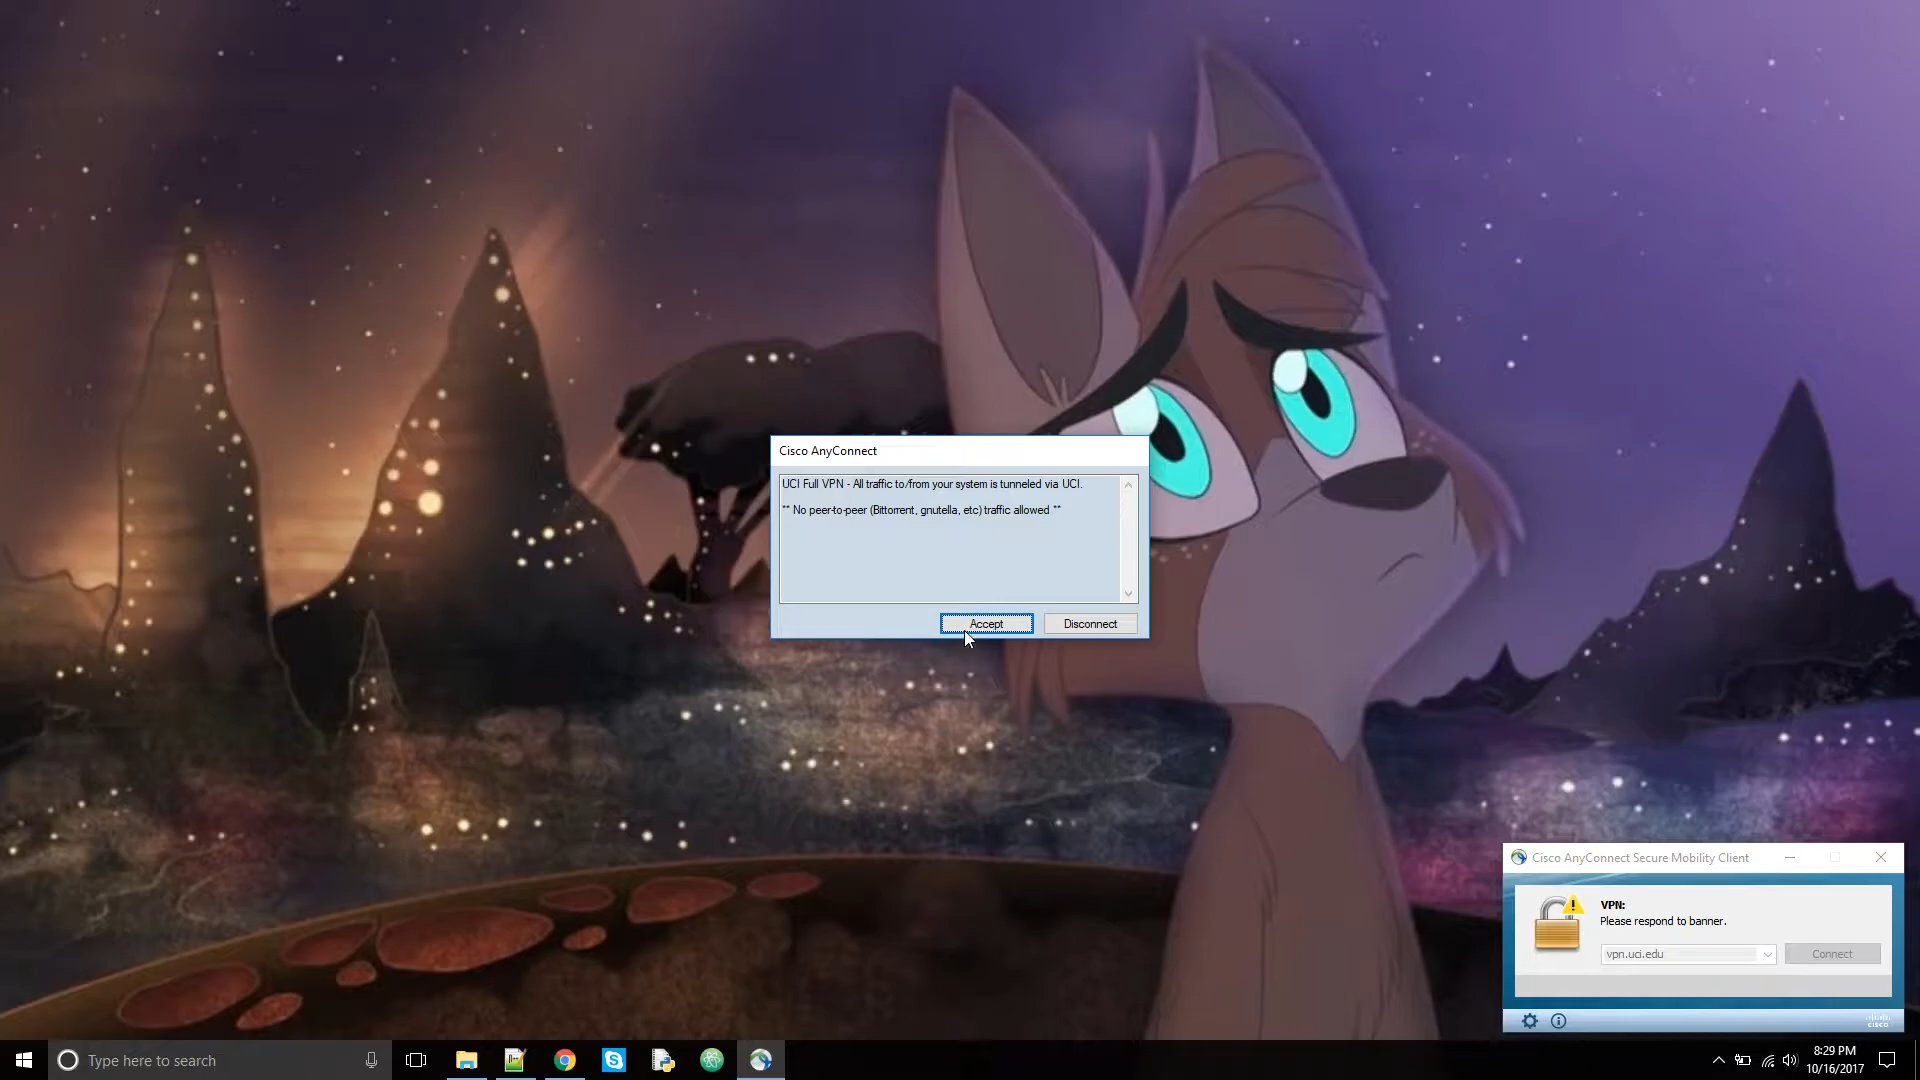 Cisco AnyConnect
UCI Full VPN - All traffic to/from your system is tunneled via UCI.
** No peer-to-peer (Bittorrent, gnutella, etc) traffic allowed **
Accept
Disconnect
Cisco AnyConnect Secure Mobility Client
VPN:
Please respond to banner.
vpn.uci.edu
Connect
CISCO
Type here to search
8:29 PM
10/16/2017